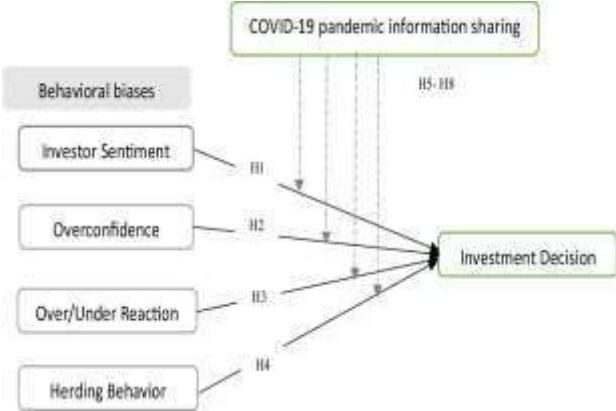 COVID-19 pandemic information sharing
H5- H8
Behavioral biases
Investor Sentiment
H1
Overconfidence
H2
Investment Decision
Over/Under Reaction
H3
Herding Behavior
H4